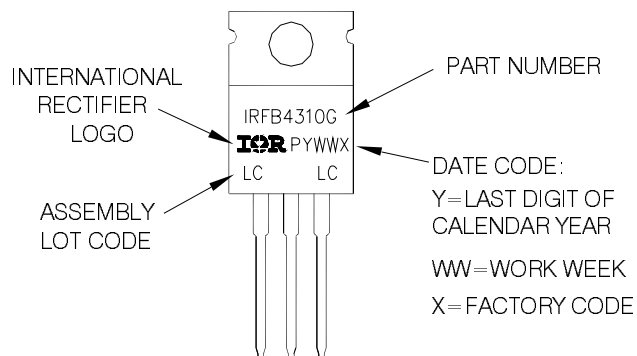 INTERNATIONAL
RECTIFIER
LOGO
PART NUMBER
IRFB4310G
IOR PYWWX
LC LC
ASSEMBLY
LOT CODE
DATE CODE:
Y=LAST DIGIT OF
CALENDAR YEAR
WW=WORK WEEK
X=FACTORY CODE